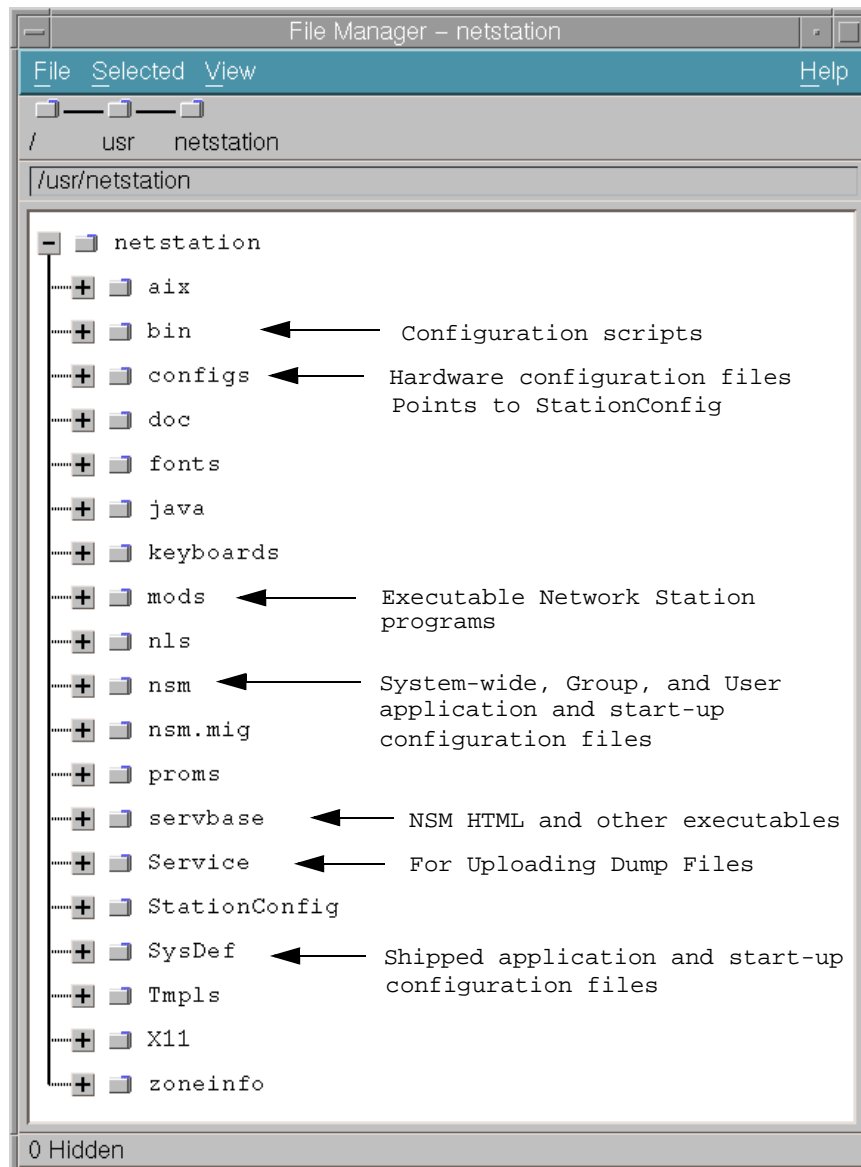 File Manager – netstation
File Selected View Help
/ usr netstation
/usr/netstation
netstation
aix
bin Configuration scripts
configs Hardware configuration files
Points to StationConfig
doc
fonts
java
keyboards
mods Executable Network Station
programs
nls
nsm System-wide, Group, and User
application and start-up
nsm.mig configuration files
proms
servbase NSM HTML and other executables
Service For Uploading Dump Files
StationConfig
SysDef Shipped application and start-up
configuration files
Tmpls
X11
zoneinfo
0 Hidden